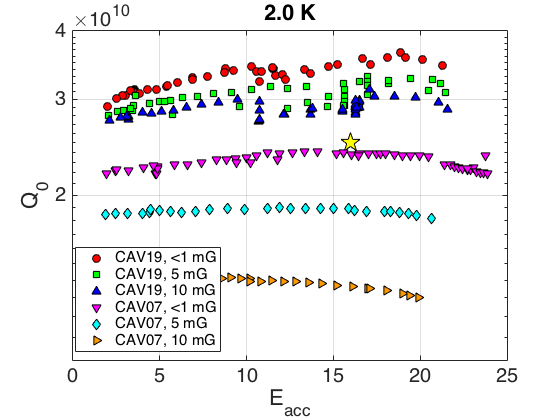 2.0 K
×10^10
4
3
2
Q_0
CAV19, <1 mG
CAV19, 5 mG
CAV19, 10 mG
CAV07, <1 mG
CAV07, 5 mG
CAV07, 10 mG
0 5 10 15 20 25
E_acc